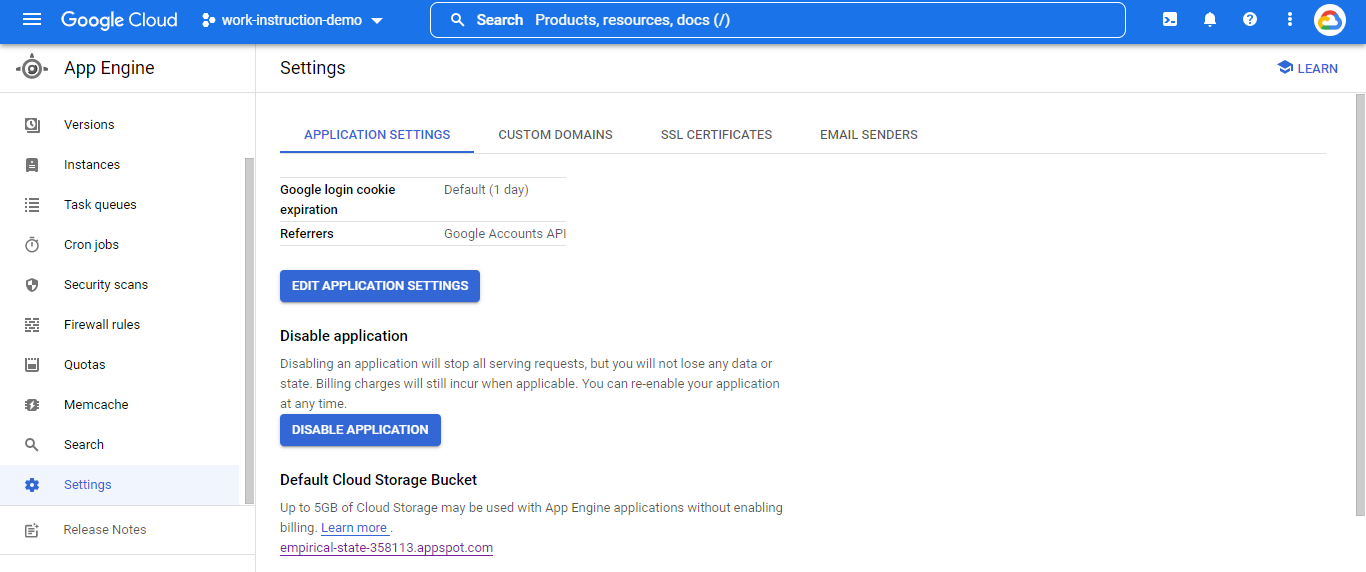 Google Cloud
work-instruction-demo
Search Products, resources, docs (/)
App Engine
Settings
LEARN
Versions
Instances
Task queues
Cron jobs
Security scans
Firewall rules
Quotas
Memcache
Search
Settings
Release Notes
APPLICATION SETTINGS
CUSTOM DOMAINS
SSL CERTIFICATES
EMAIL SENDERS
Google login cookie
expiration
Default (1 day)
Referrers
Google Accounts API
EDIT APPLICATION SETTINGS
Disable application
Disabling an application will stop all serving requests, but you will not lose any data or
state. Billing charges will still incur when applicable. You can re-enable your application
at any time.
DISABLE APPLICATION
Default Cloud Storage Bucket
Up to 5GB of Cloud Storage may be used with App Engine applications without enabling
billing. Learn more .
empirical-state-358113.appspot.com